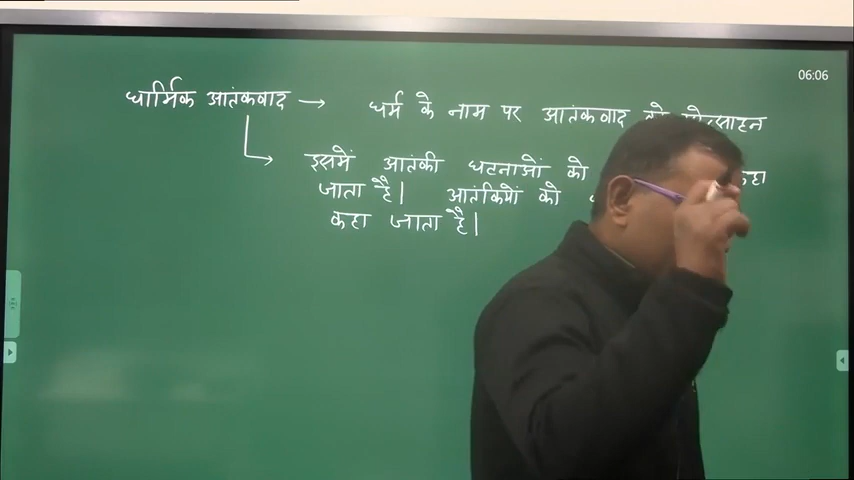 06:06
धार्मिक आतंकवाद → धर्म के नाम पर आतंकवाद
इसमें आतंकी घटनाओं को
जाता है। आतंकियों को
कहा जाता है।